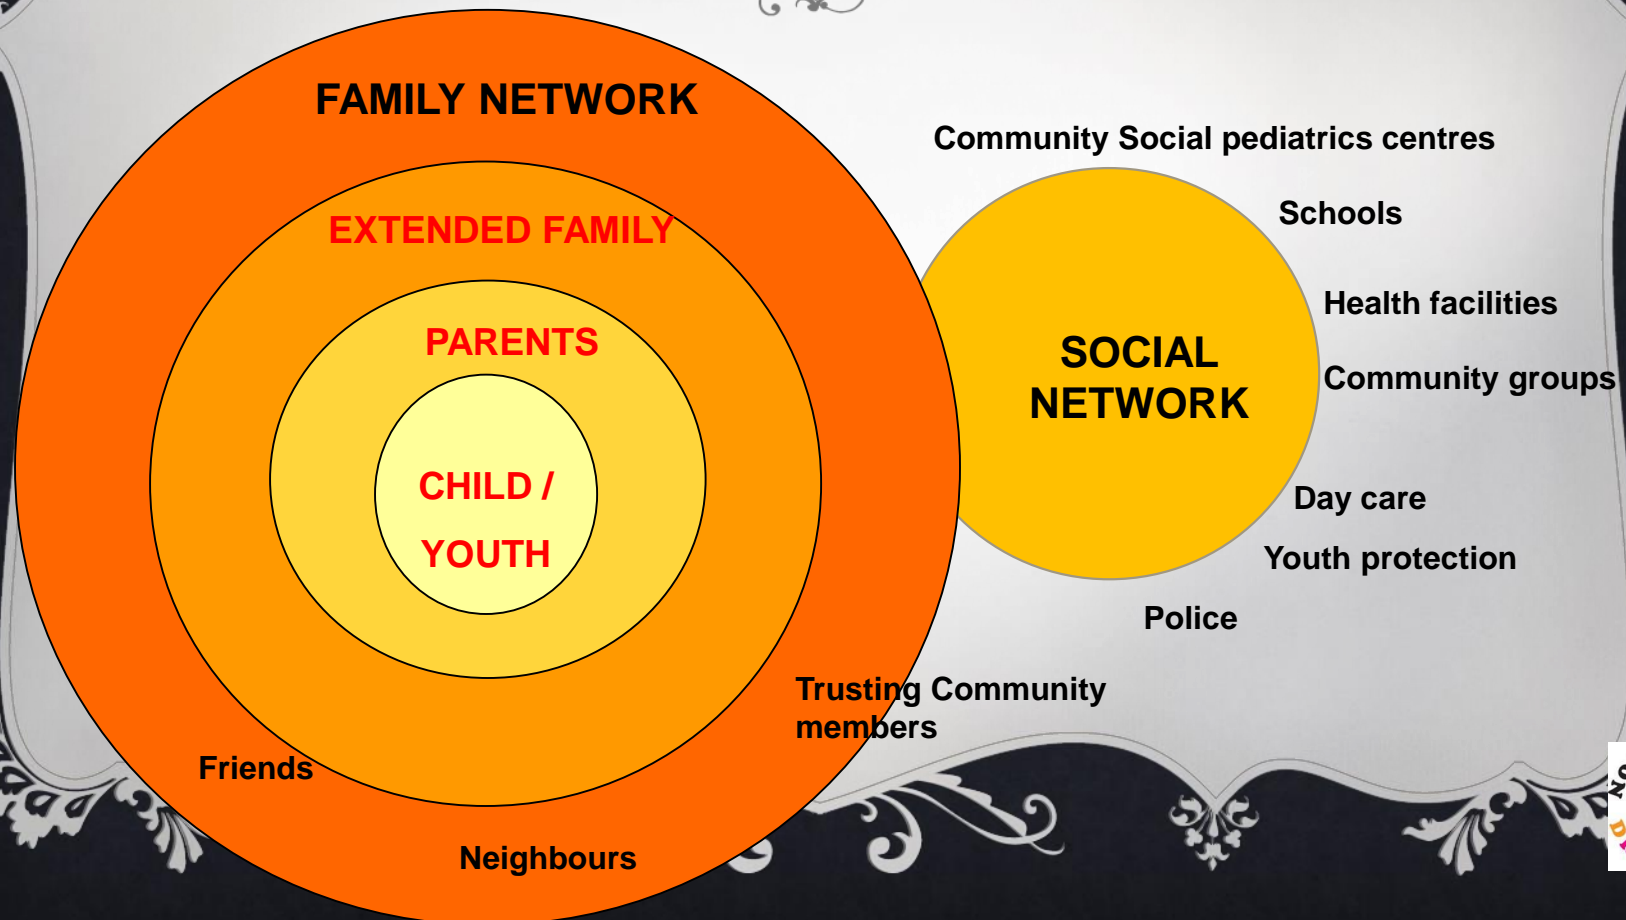 FAMILY NETWORK
EXTENDED FAMILY
PARENTS
CHILD /
YOUTH
Friends
Neighbours
Trusting Community
members
SOCIAL
NETWORK
Community Social pediatrics centres
Schools
Health facilities
Community groups
Day care
Youth protection
Police